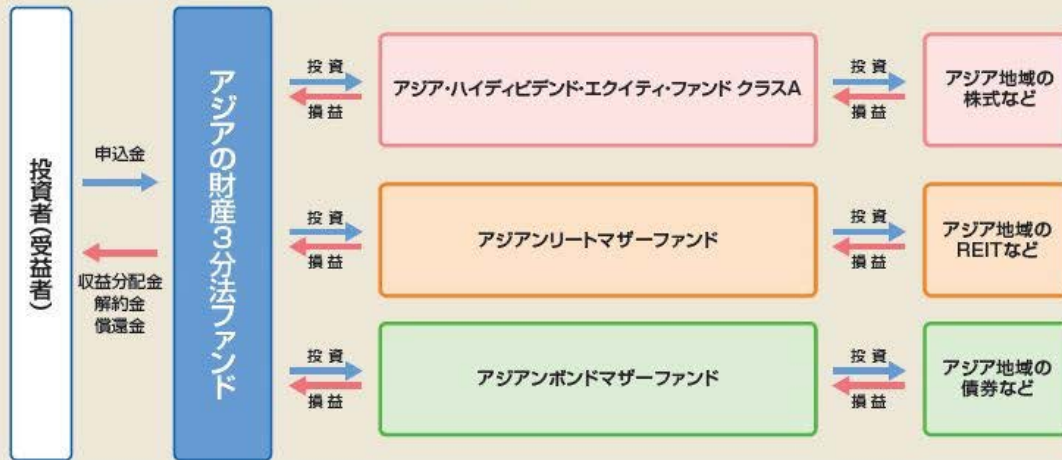 投資者(受益者)
申込金
収益分配金
解約金
償還金
アジアの財産3分法ファンド
投資
損益
アジア・ハイディビデンド・エクイティ・ファンド クラスA
投資
損益
アジア地域の
株式など
投資
損益
アジアンリートマザーファンド
投資
損益
アジア地域の
REITなど
投資
損益
アジアンボンドマザーファンド
投資
損益
アジア地域の
債券など